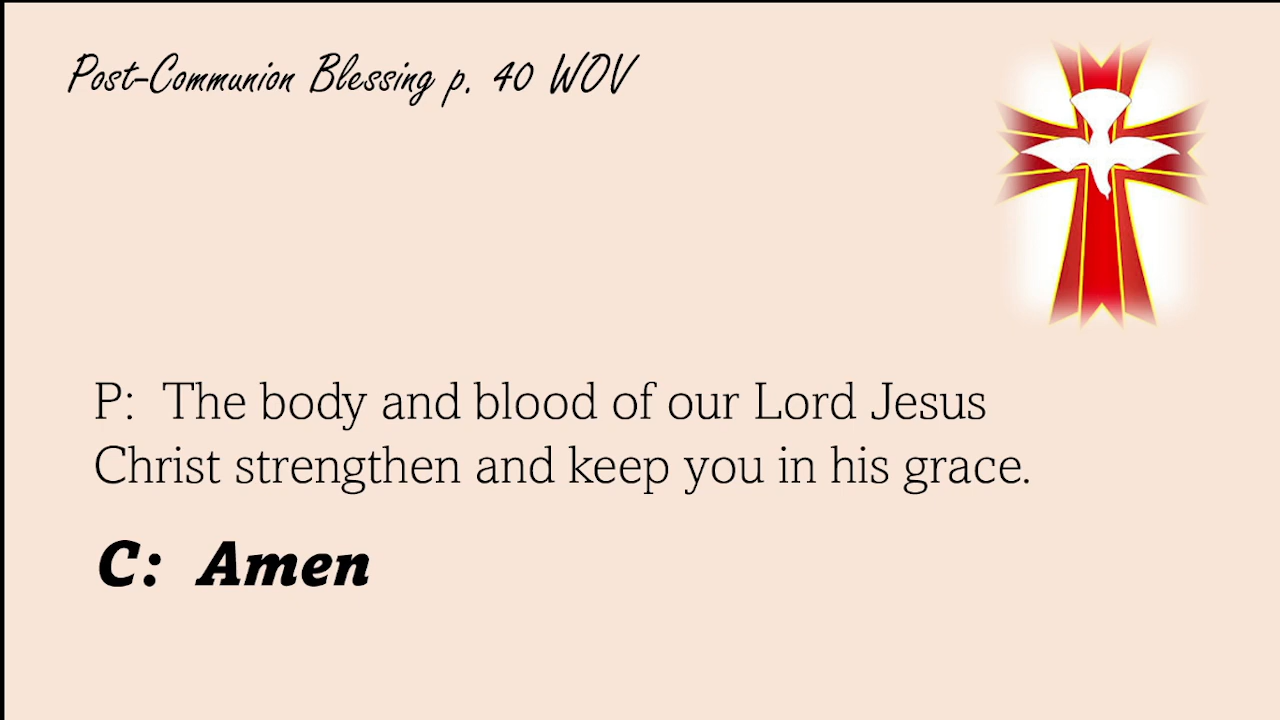 Post-Communion Blessing p. 40 WOV
P: The body and blood of our Lord Jesus
Christ strengthen and keep you in his grace.
C: Amen